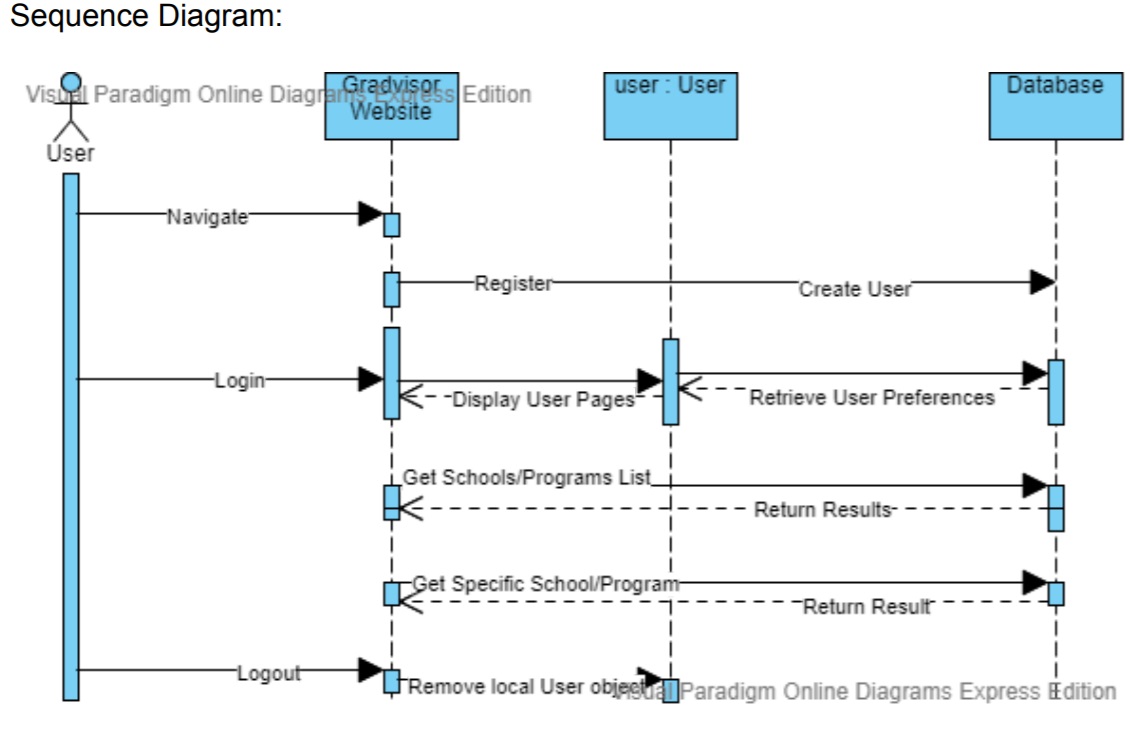 Sequence Diagram:
Visual Paradigm Online Diagrams Express Edition
Gradvisor
Website
user : User
Database
User
Navigate
Register
Create User
Login
Display User Pages
Retrieve User Preferences
Get Schools/Programs List
Return Results
Get Specific School/Program
Return Result
Logout
Remove local User object
Visual Paradigm Online Diagrams Express Edition